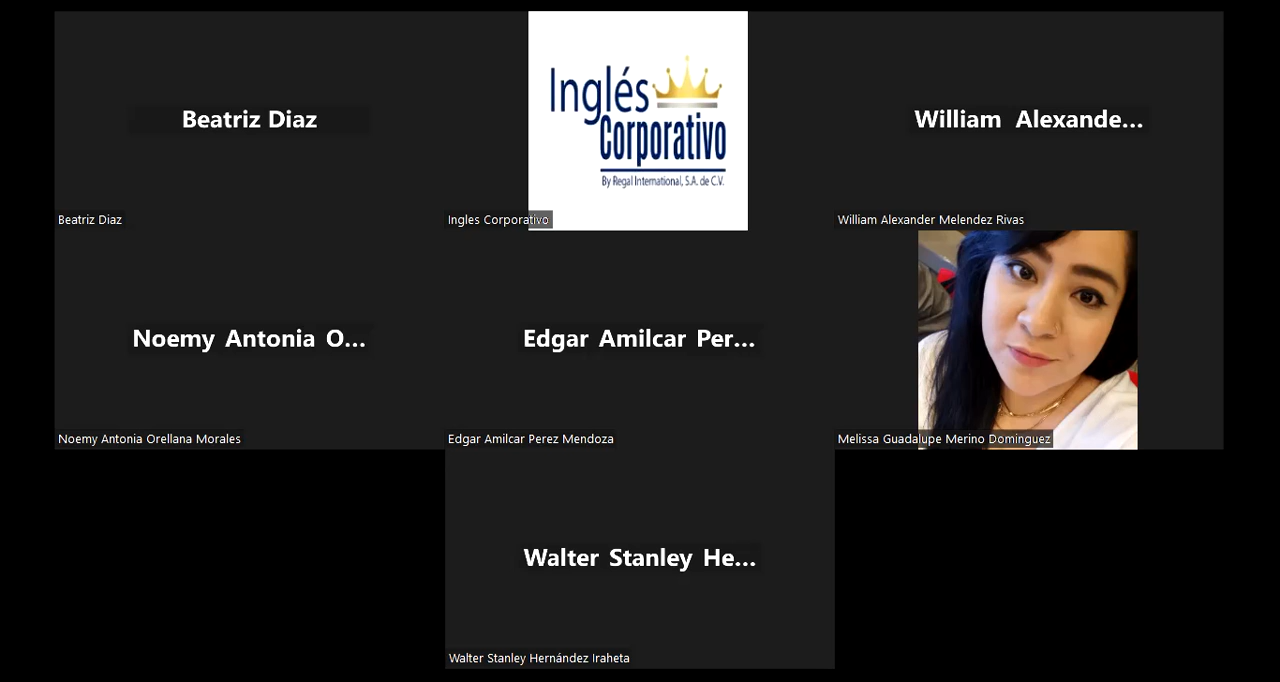 Beatriz Diaz
Beatriz Diaz
Inglés
Corporativo
By Regal International, S.A. de C.V.
Ingles Corporativo
William Alexande...
William Alexander Melendez Rivas
Noemy Antonia O...
Noemy Antonia Orellana Morales
Edgar Amilcar Per...
Edgar Amilcar Perez Mendoza
Melissa Guadalupe Merino Dominguez
Walter Stanley He...
Walter Stanley Hernández Iraheta